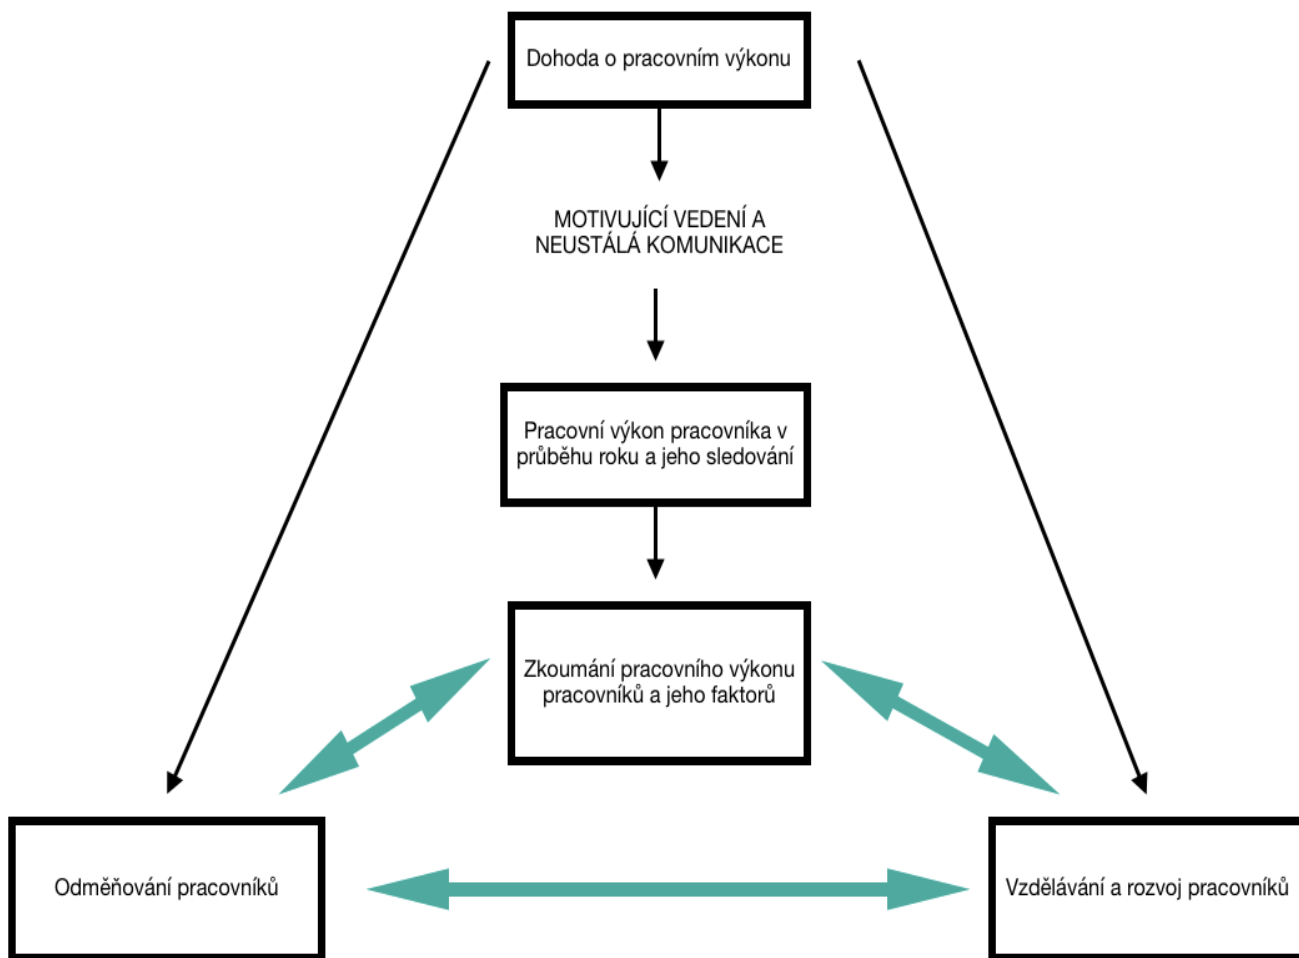 Dohoda o pracovním výkonu
MOTIVUJÍCÍ VEDENÍ A
NEUSTÁLÁ KOMUNIKACE
Pracovní výkon pracovníka v
průběhu roku a jeho sledování
Zkoumání pracovního výkonu
pracovníků a jeho faktorů
Odměňování pracovníků
Vzdělávání a rozvoj pracovníků